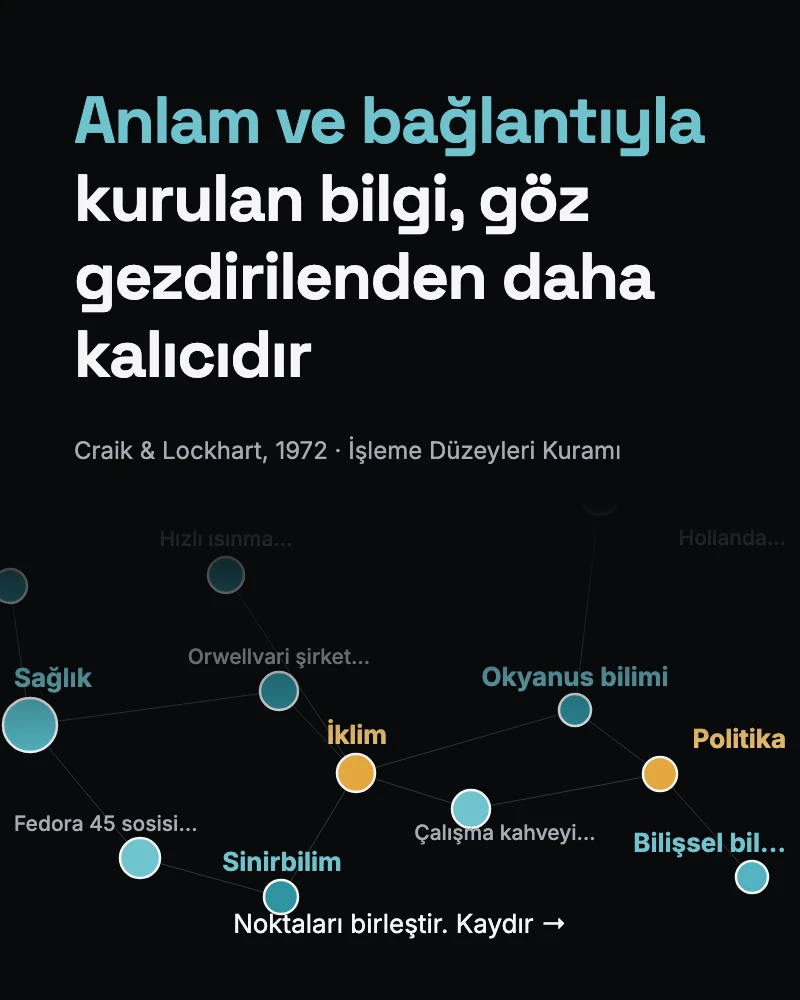 Anlam ve bağlantıyla
kurulan bilgi, göz
gezdirilenden daha
kalıcıdır
Craik & Lockhart, 1972 · İşleme Düzeyleri Kuramı
Hızlı ısınma...
Hollanda...
Orwellvari şirket...
Sağlık
Okyanus bilimi
İklim
Politika
Fedora 45 sosisi...
Çalışma kahveyi...
Bilişsel bil...
Sinirbilim
Noktaları birleştir. Kaydır →